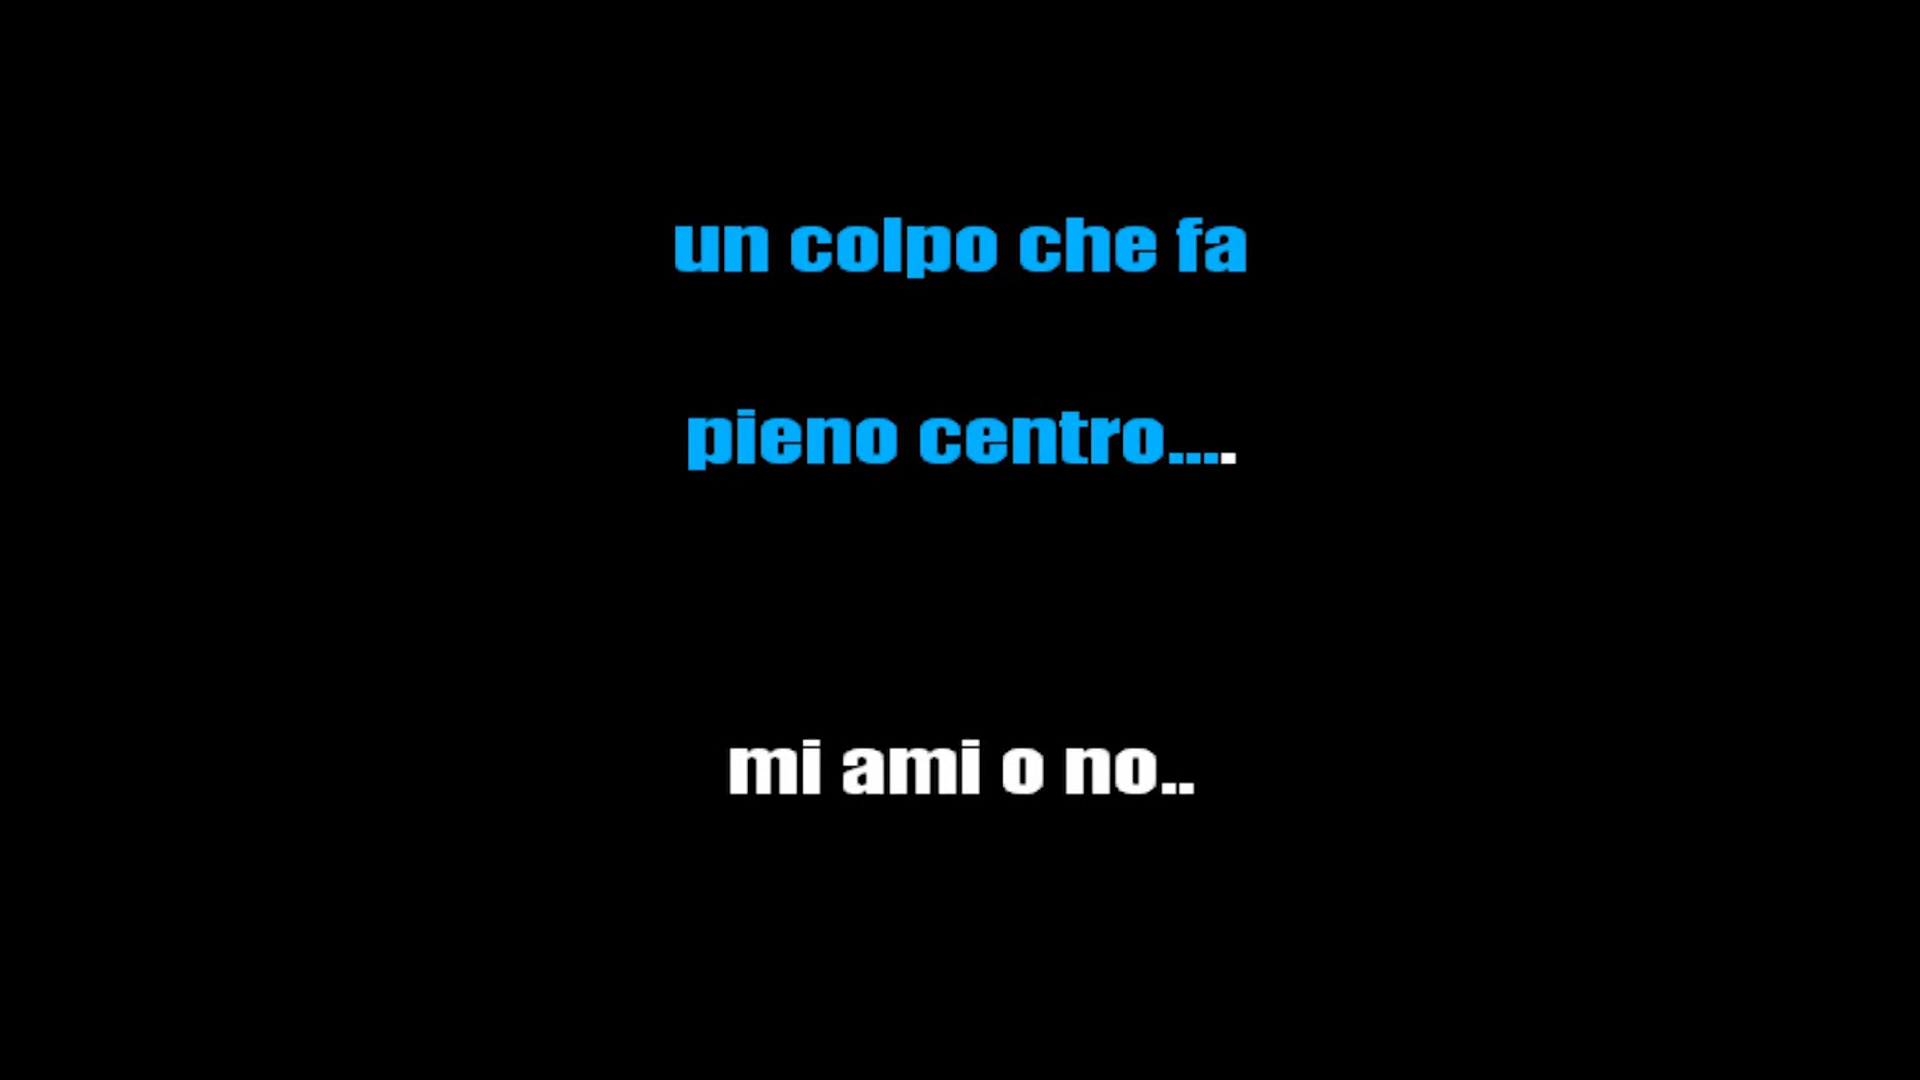 un colpo che fa
pieno centro....
mi ami o no..